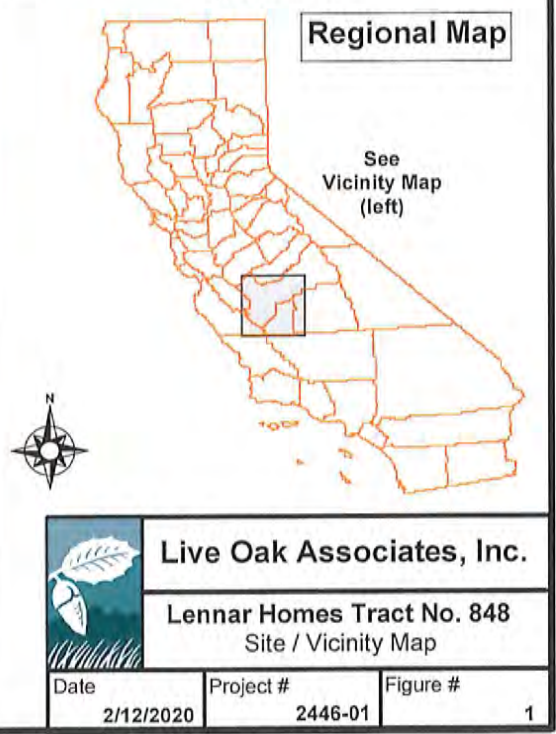 Regional Map
See
Vicinity Map
(left)
N
Live Oak Associates, Inc.
Lennar Homes Tract No. 848
Site / Vicinity Map
Date
2/12/2020
Project #
2446-01
Figure #
1